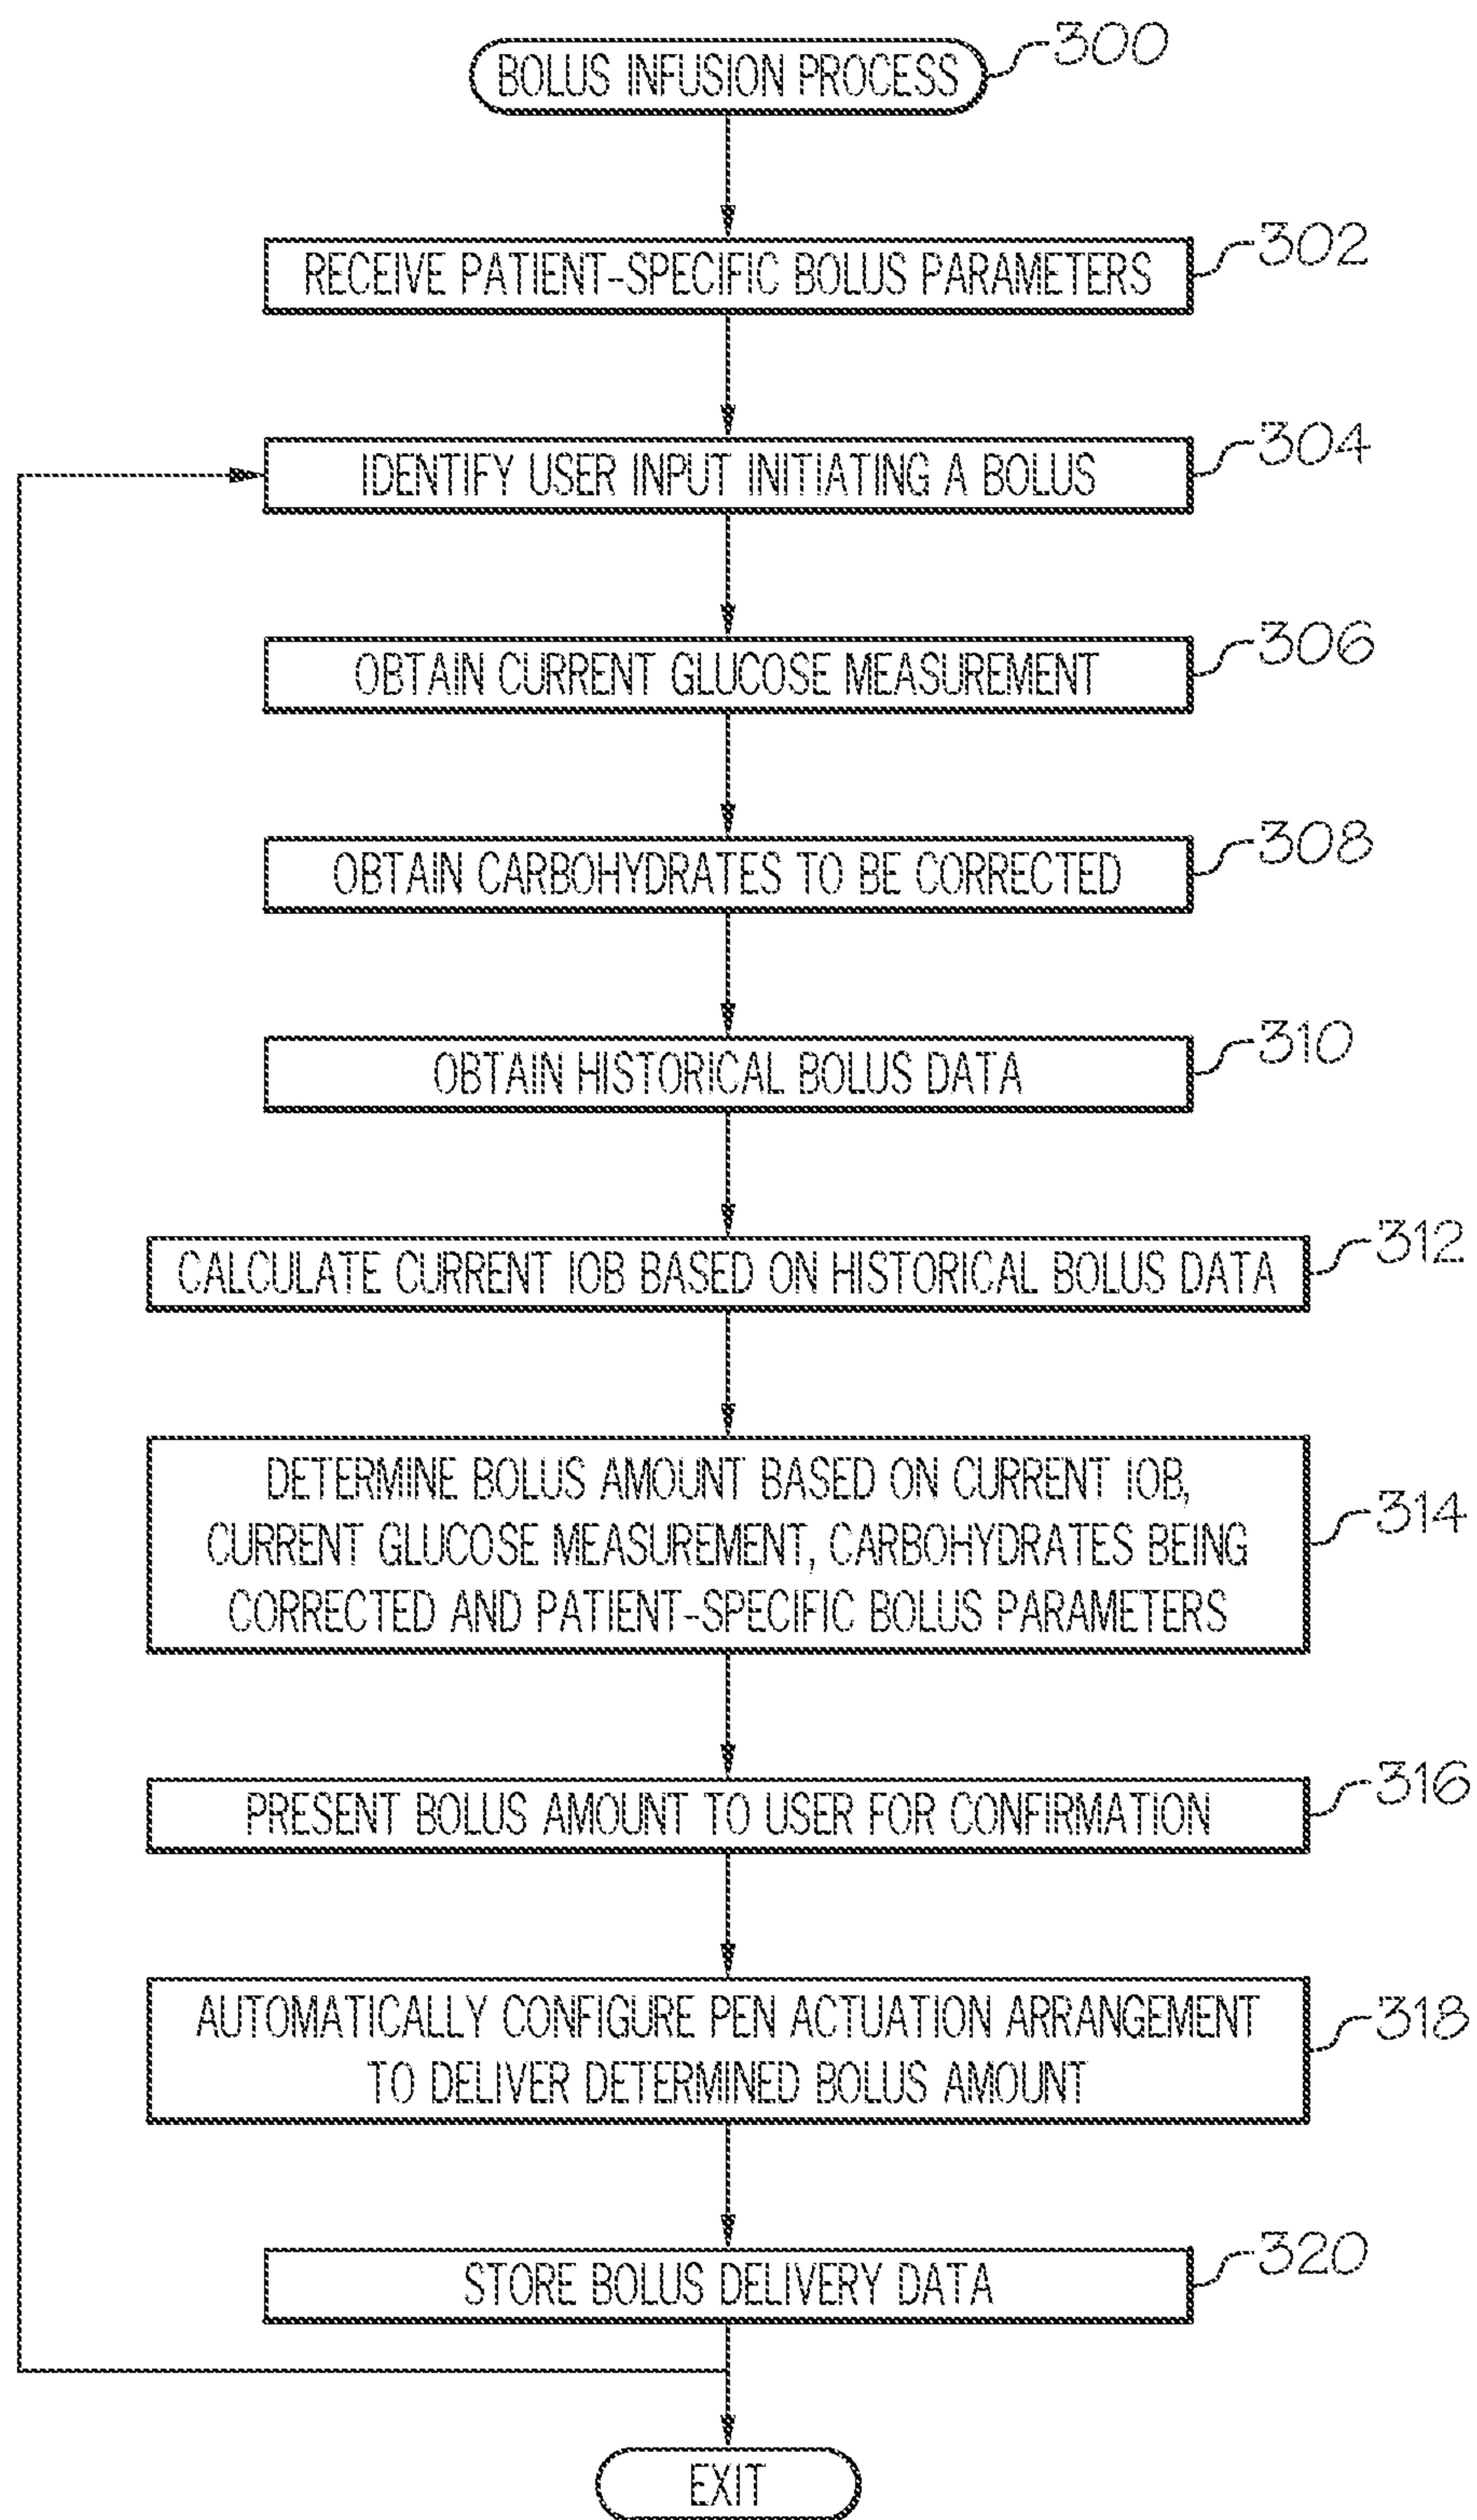 BOLUS INFUSION PROCESS
300
RECEIVE PATIENT-SPECIFIC BOLUS PARAMETERS
302
IDENTIFY USER INPUT INITIATING A BOLUS
304
OBTAIN CURRENT GLUCOSE MEASUREMENT
306
OBTAIN CARBOHYDRATES TO BE CORRECTED
308
OBTAIN HISTORICAL BOLUS DATA
310
CALCULATE CURRENT IOB BASED ON HISTORICAL BOLUS DATA
312
DETERMINE BOLUS AMOUNT BASED ON CURRENT IOB,
CURRENT GLUCOSE MEASUREMENT, CARBOHYDRATES BEING
CORRECTED AND PATIENT-SPECIFIC BOLUS PARAMETERS
314
PRESENT BOLUS AMOUNT TO USER FOR CONFIRMATION
316
AUTOMATICALLY CONFIGURE PEN ACTUATION ARRANGEMENT
TO DELIVER DETERMINED BOLUS AMOUNT
318
STORE BOLUS DELIVERY DATA
320
EXIT